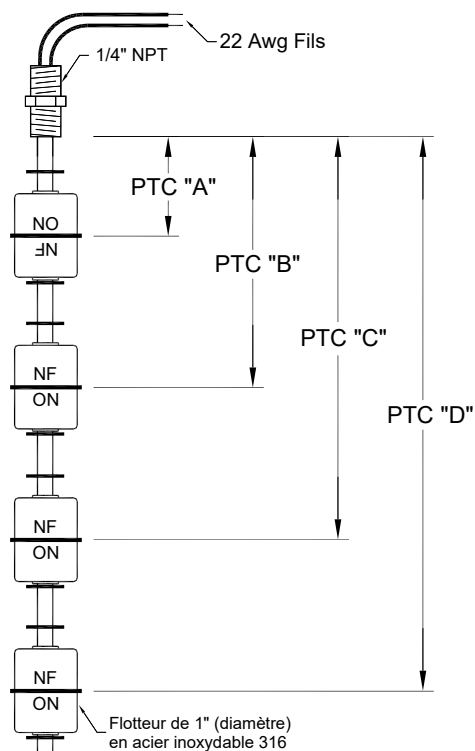 22 Awg Fils
1/4" NPT
PTC "A"
NO
NF
PTC "B"
PTC "C"
NF
ON
PTC "D"
NF
ON
NF
ON
Flotteur de 1" (diamètre)
en acier inoxydable 316